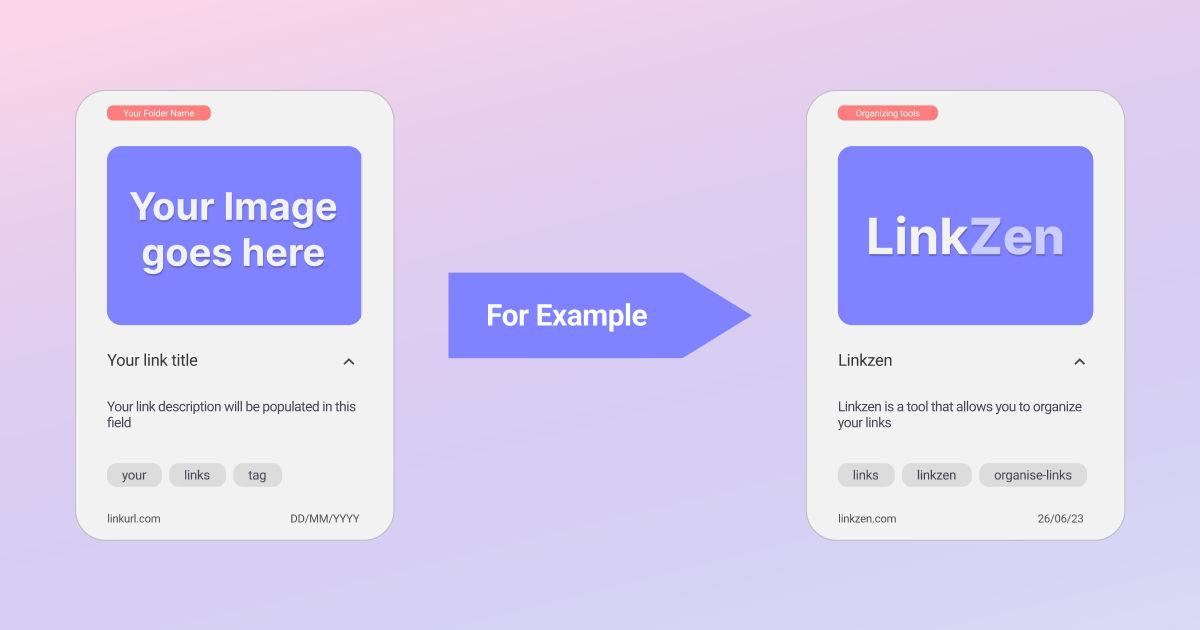 Your Folder Name
Your Image
goes here
Your link title
Your link description will be populated in this
field
your links tag
linkurl.com DD/MM/YYYY
For Example
Organizing tools
LinkZen
Linkzen
Linkzen is a tool that allows you to organize
your links
links linkzen organise-links
linkzen.com 26/06/23